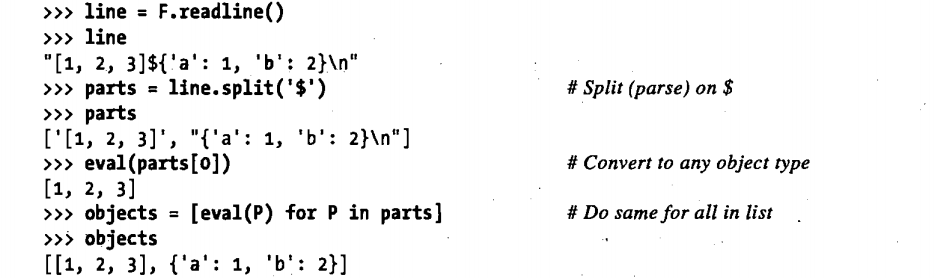 >>> line = F.readline()
>>> line
"[1, 2, 3]${'a': 1, 'b': 2}\n"
>>> parts = line.split('$') # Split (parse) on $
>>> parts
['[1, 2, 3]', "{'a': 1, 'b': 2}\n"]
>>> eval(parts[0]) # Convert to any object type
[1, 2, 3]
>>> objects = [eval(P) for P in parts] # Do same for all in list
>>> objects
[[1, 2, 3], {'a': 1, 'b': 2}]